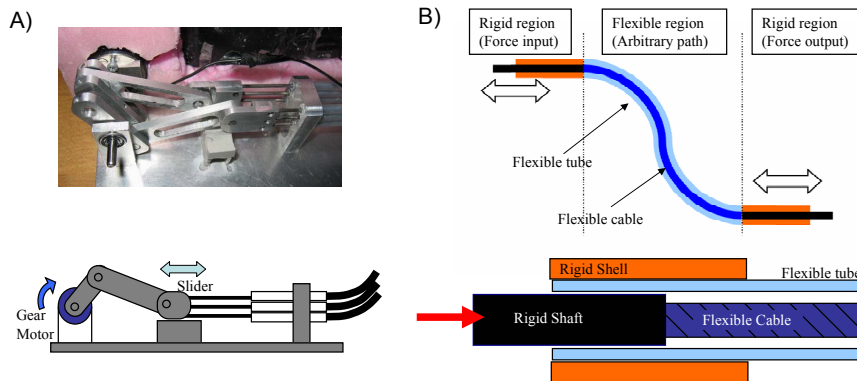 A)
Slider
Gear
Motor
B)
Rigid region
(Force input)
Flexible region
(Arbitrary path)
Rigid region
(Force output)
Flexible tube
Flexible cable
Rigid Shell
Flexible tube
Rigid Shaft
Flexible Cable